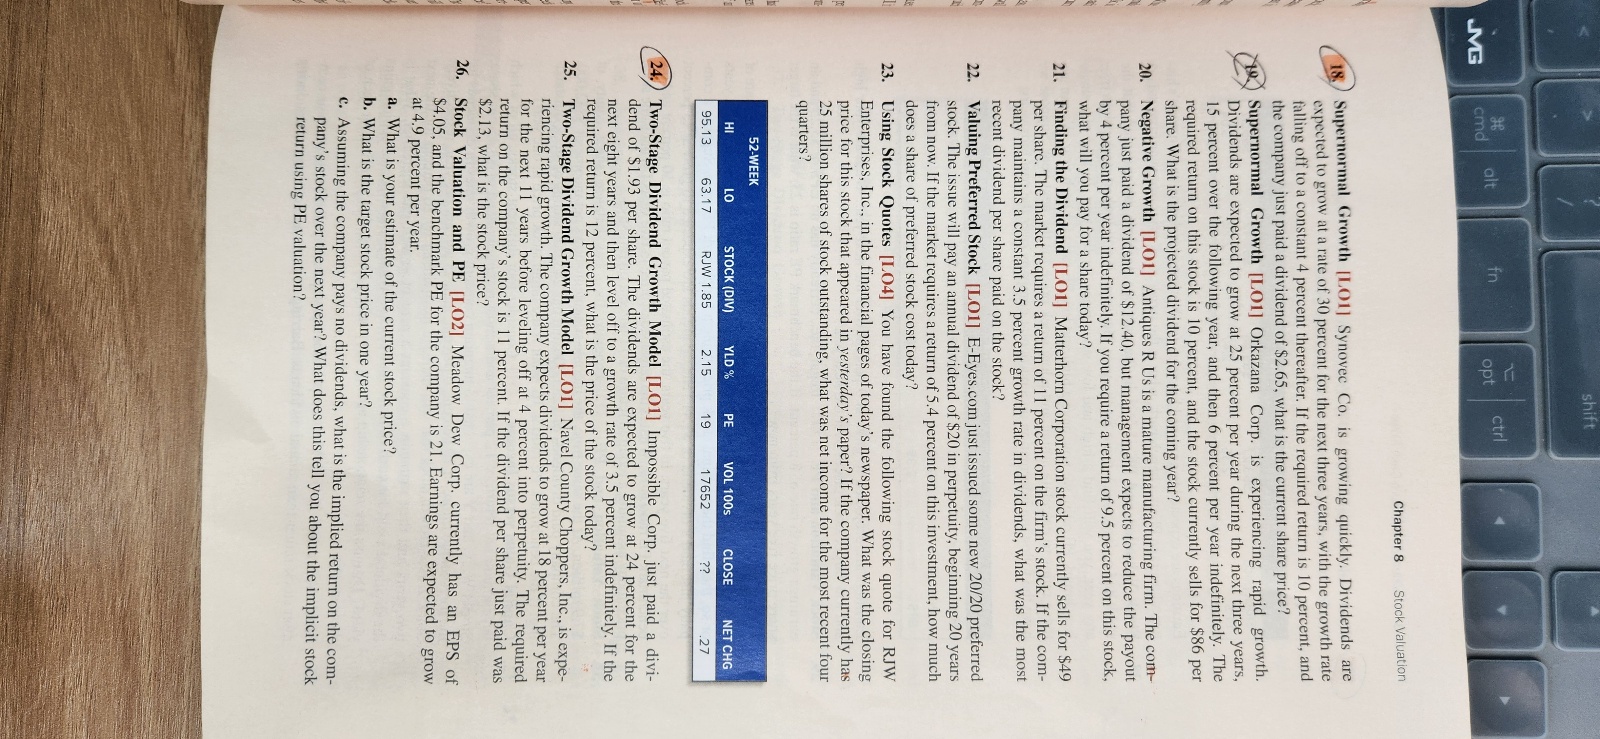 Chapter 8 Stock Valuation
18. Supernormal Growth [LO1] Synovec Co. is growing quickly. Dividends are
expected to grow at a rate of 30 percent for the next three years, with the growth rate
falling off to a constant 4 percent thereafter. If the required return is 10 percent, and
the company just paid a dividend of $2.65, what is the current share price?
19. Supernormal Growth [LO1] Orkazana Corp. is experiencing rapid growth.
Dividends are expected to grow at 25 percent per year during the next three years,
15 percent over the following year, and then 6 percent per year indefinitely. The
required return on this stock is 10 percent, and the stock currently sells for $86 per
share. What is the projected dividend for the coming year?
20. Negative Growth [LO1] Antiques R Us is a mature manufacturing firm. The com-
pany just paid a dividend of $12.40, but management expects to reduce the payout
by 4 percent per year indefinitely. If you require a return of 9.5 percent on this stock,
what will you pay for a share today?
21. Finding the Dividend [LO1] Matterhorn Corporation stock currently sells for $49
per share. The market requires a return of 11 percent on the firm's stock. If the com-
pany maintains a constant 3.5 percent growth rate in dividends, what was the most
recent dividend per share paid on the stock?
22. Valuing Preferred Stock [LO1] E-Eyes.com just issued some new 20/20 preferred
stock. The issue will pay an annual dividend of $20 in perpetuity, beginning 20 years
from now. If the market requires a return of 5.4 percent on this investment, how much
does a share of preferred stock cost today?
23. Using Stock Quotes [LO4] You have found the following stock quote for RJW
Enterprises, Inc., in the financial pages of today's newspaper. What was the closing
price for this stock that appeared in yesterday's paper? If the company currently has
25 million shares of stock outstanding, what was net income for the most recent four
quarters?
52-WEEK
HI LO STOCK (DIV) YLD % PE VOL 100s CLOSE NET CHG
95.13 63.17 RJW 1.85 2.15 19 17652 ?? .27
24. Two-Stage Dividend Growth Model [LO1] Impossible Corp. just paid a divi-
dend of $1.93 per share. The dividends are expected to grow at 24 percent for the
next eight years and then level off to a growth rate of 3.5 percent indefinitely. If the
required return is 12 percent, what is the price of the stock today?
25. Two-Stage Dividend Growth Model [LO1] Navel County Choppers, Inc., is expe-
riencing rapid growth. The company expects dividends to grow at 18 percent per year
for the next 11 years before leveling off at 4 percent into perpetuity. The required
return on the company's stock is 11 percent. If the dividend per share just paid was
$2.13, what is the stock price?
26. Stock Valuation and PE [LO2] Meadow Dew Corp. currently has an EPS of
$4.05, and the benchmark PE for the company is 21. Earnings are expected to grow
at 4.9 percent per year.
a. What is your estimate of the current stock price?
b. What is the target stock price in one year?
c. Assuming the company pays no dividends, what is the implied return on the com-
pany's stock over the next year? What does this tell you about the implicit stock
return using PE valuation?
JMG
⌘ cmd
alt
fn
⌥ opt
ctrl
shift